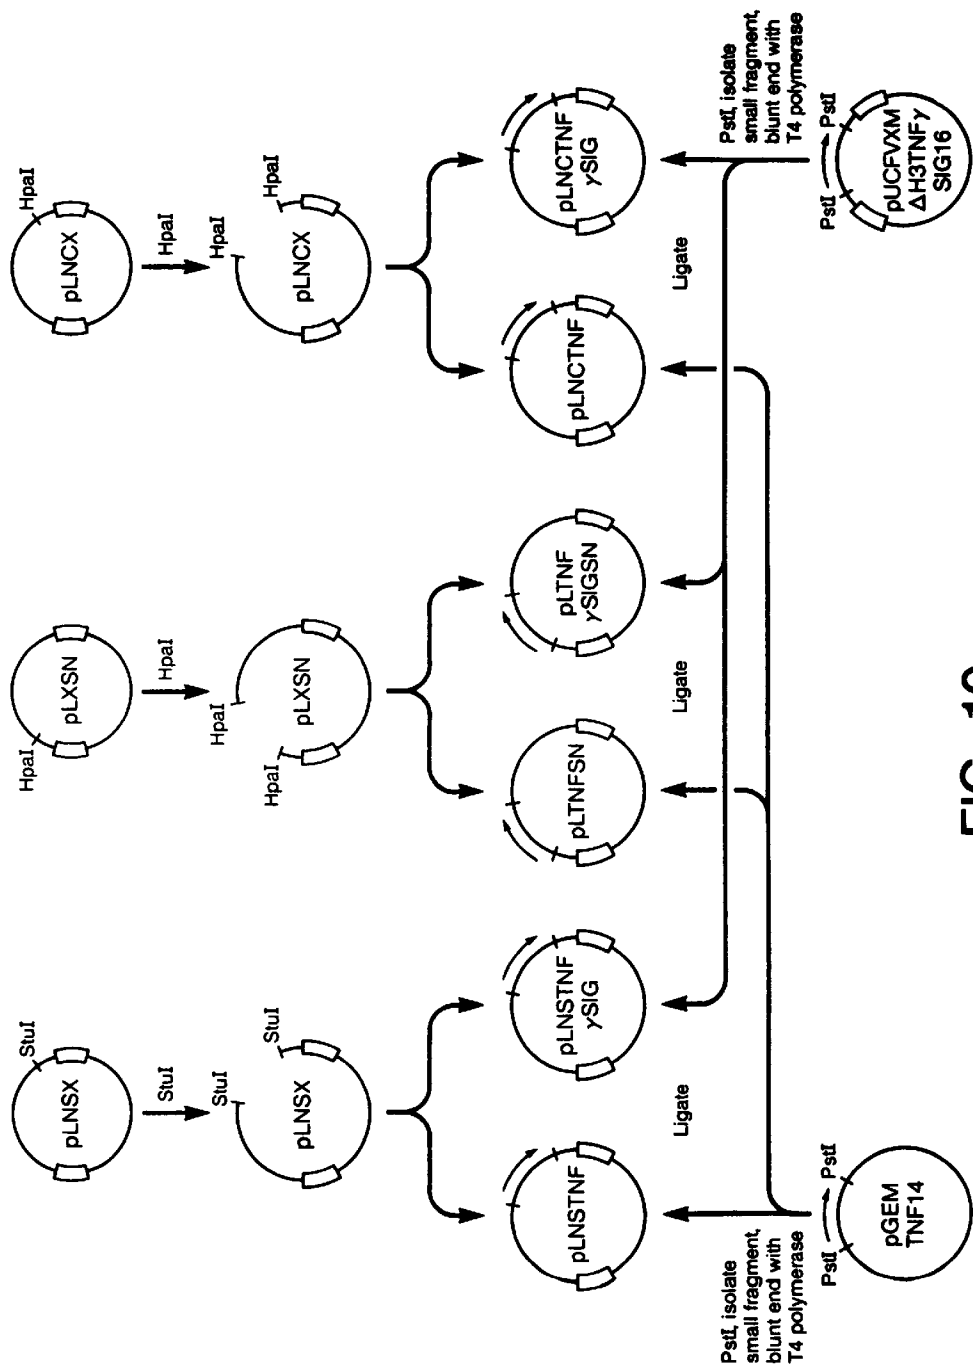 StuI
pLNSX
StuI
StuI
StuI
pLNSX
HpaI
pLXSN
HpaI
HpaI
HpaI
pLXSN
HpaI
pLNCX
HpaI
HpaI
HpaI
pLNCX
pLNSTNF
pLNSTNF
γSIG
pLTNFSN
pLTNF
γSIGSN
pLNCTNF
pLNCTNF
γSIG
Ligate
Ligate
Ligate
PstI, isolate
small fragment,
blunt end with
T4 polymerase
PstI
PstI
pGEM
TNF14
PstI, isolate
small fragment,
blunt end with
T4 polymerase
PstI
PstI
pUCFVXM
ΔH3TNFγ
SIG16